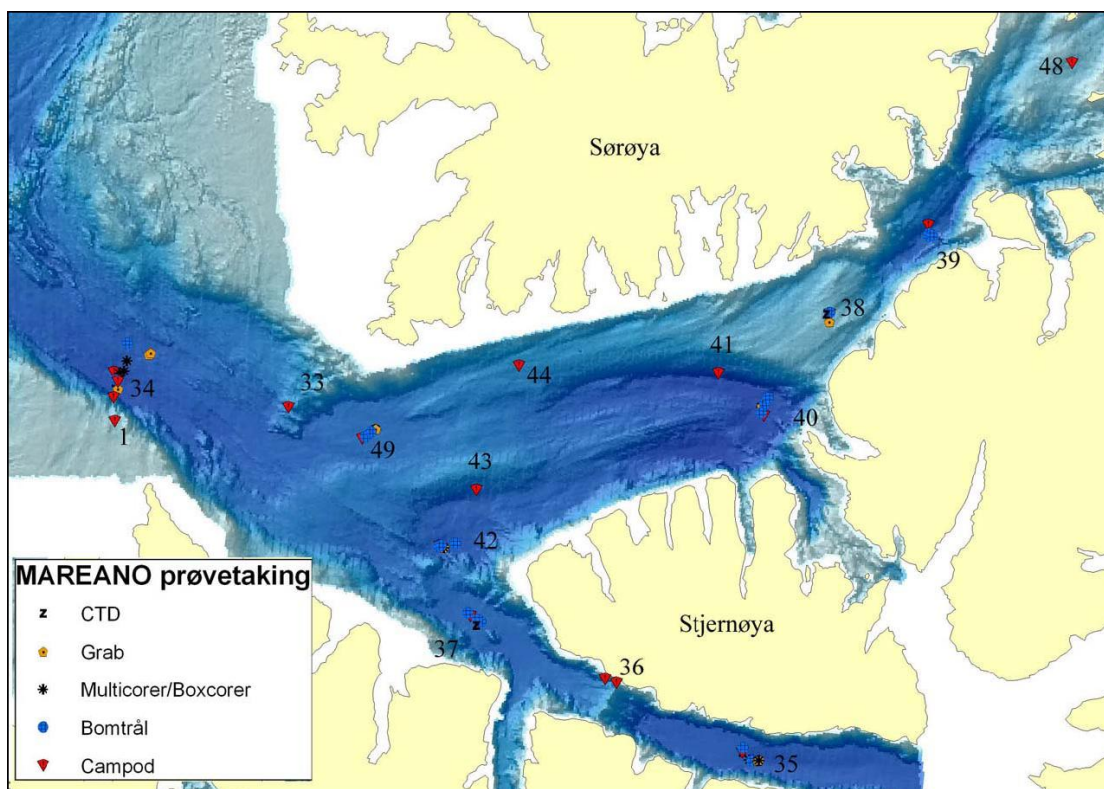 48
Sørøya
39
38
41
34
44
33
40
1
49
43
42
MAREANO prøvetaking
CTD
Grab
Multicorer/Boxcorer
Bomtrål
Campod
Stjernøya
37
36
35